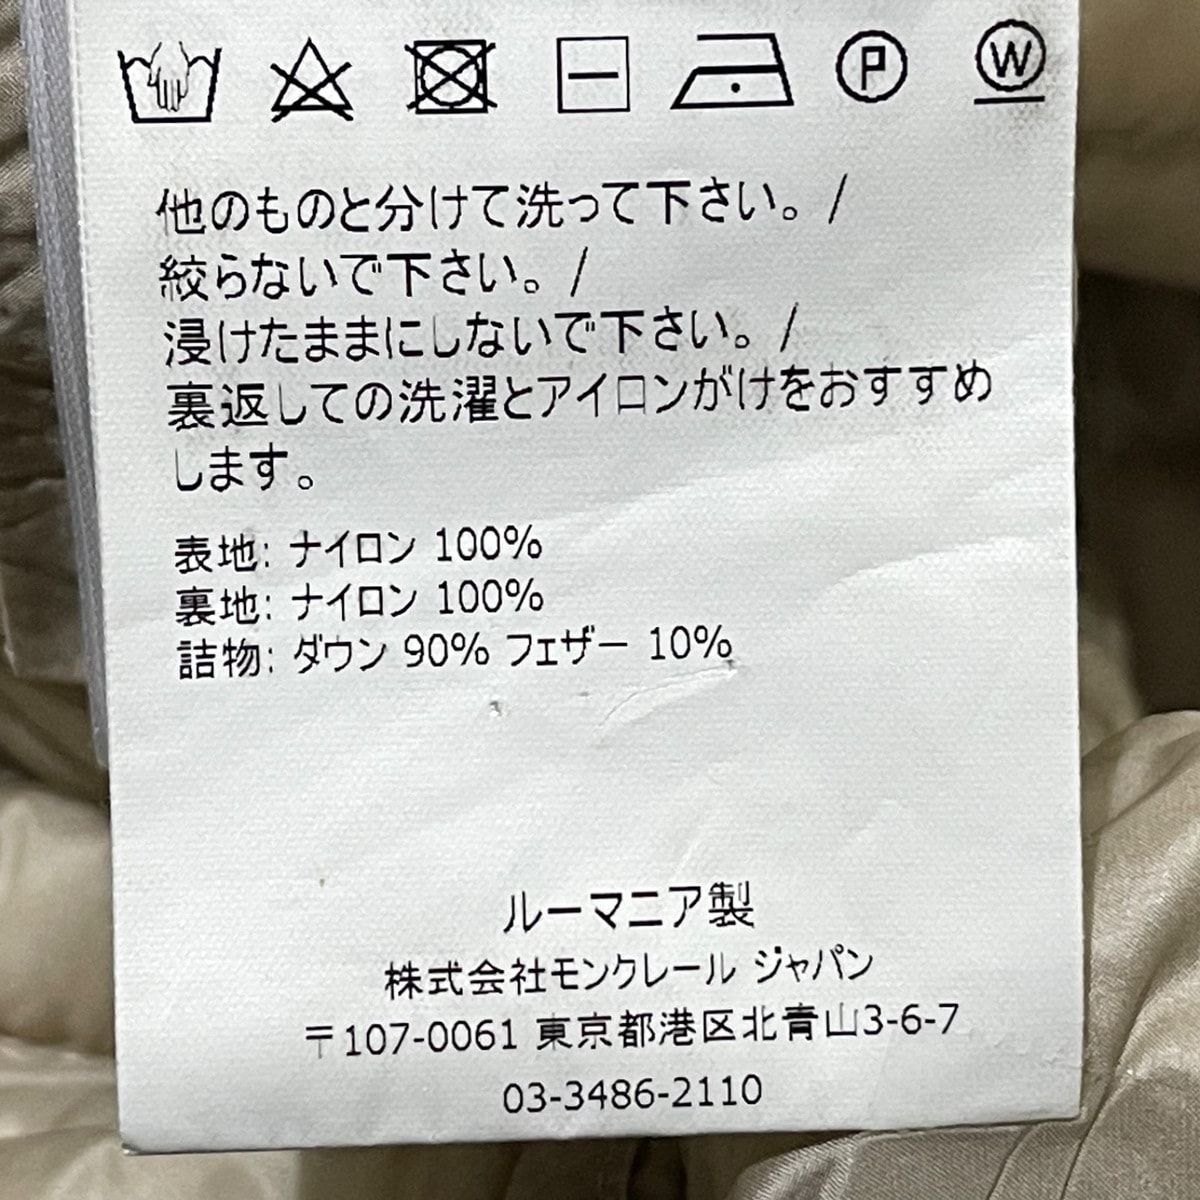 P W
他のものと分けて洗って下さい。/
絞らないで下さい。/
浸けたままにしないで下さい。/
裏返しての洗濯とアイロンがけをおすすめ
します。
表地: ナイロン 100%
裏地: ナイロン 100%
詰物: ダウン 90% フェザー 10%
ルーマニア製
株式会社モンクレール ジャパン
〒107-0061 東京都港区北青山3-6-7
03-3486-2110